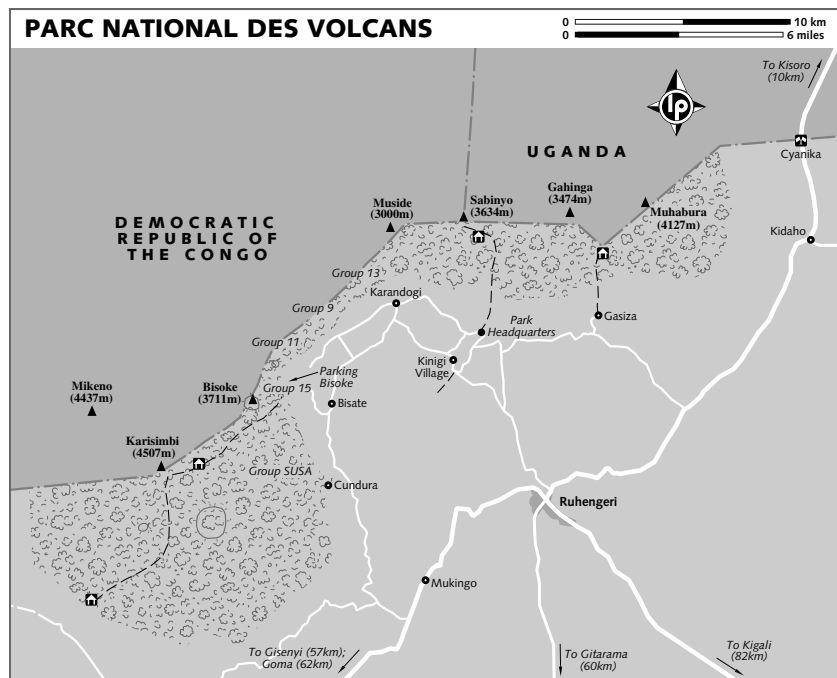 PARC NATIONAL DES VOLCANS
0 10 km
0 6 miles
To Kisoro
(10km)
lp
UGANDA
Cyanika
Gahinga
(3474m)
Sabinyo
(3634m)
Muside
(3000m)
Muhabura
(4127m)
DEMOCRATIC
REPUBLIC OF
THE CONGO
Kidaho
Group 13
Karandogi
Group 9
Park
Headquarters
Gasiza
Group 11
Kinigi
Village
Parking
Bisoke
Mikeno
(4437m)
Bisoke
(3711m)
Group 15
Bisate
Karisimbi
(4507m)
Group SUSA
Cundura
Ruhengeri
Mukingo
To Gisenyi (57km);
Goma (62km)
To Gitarama
(60km)
To Kigali
(82km)